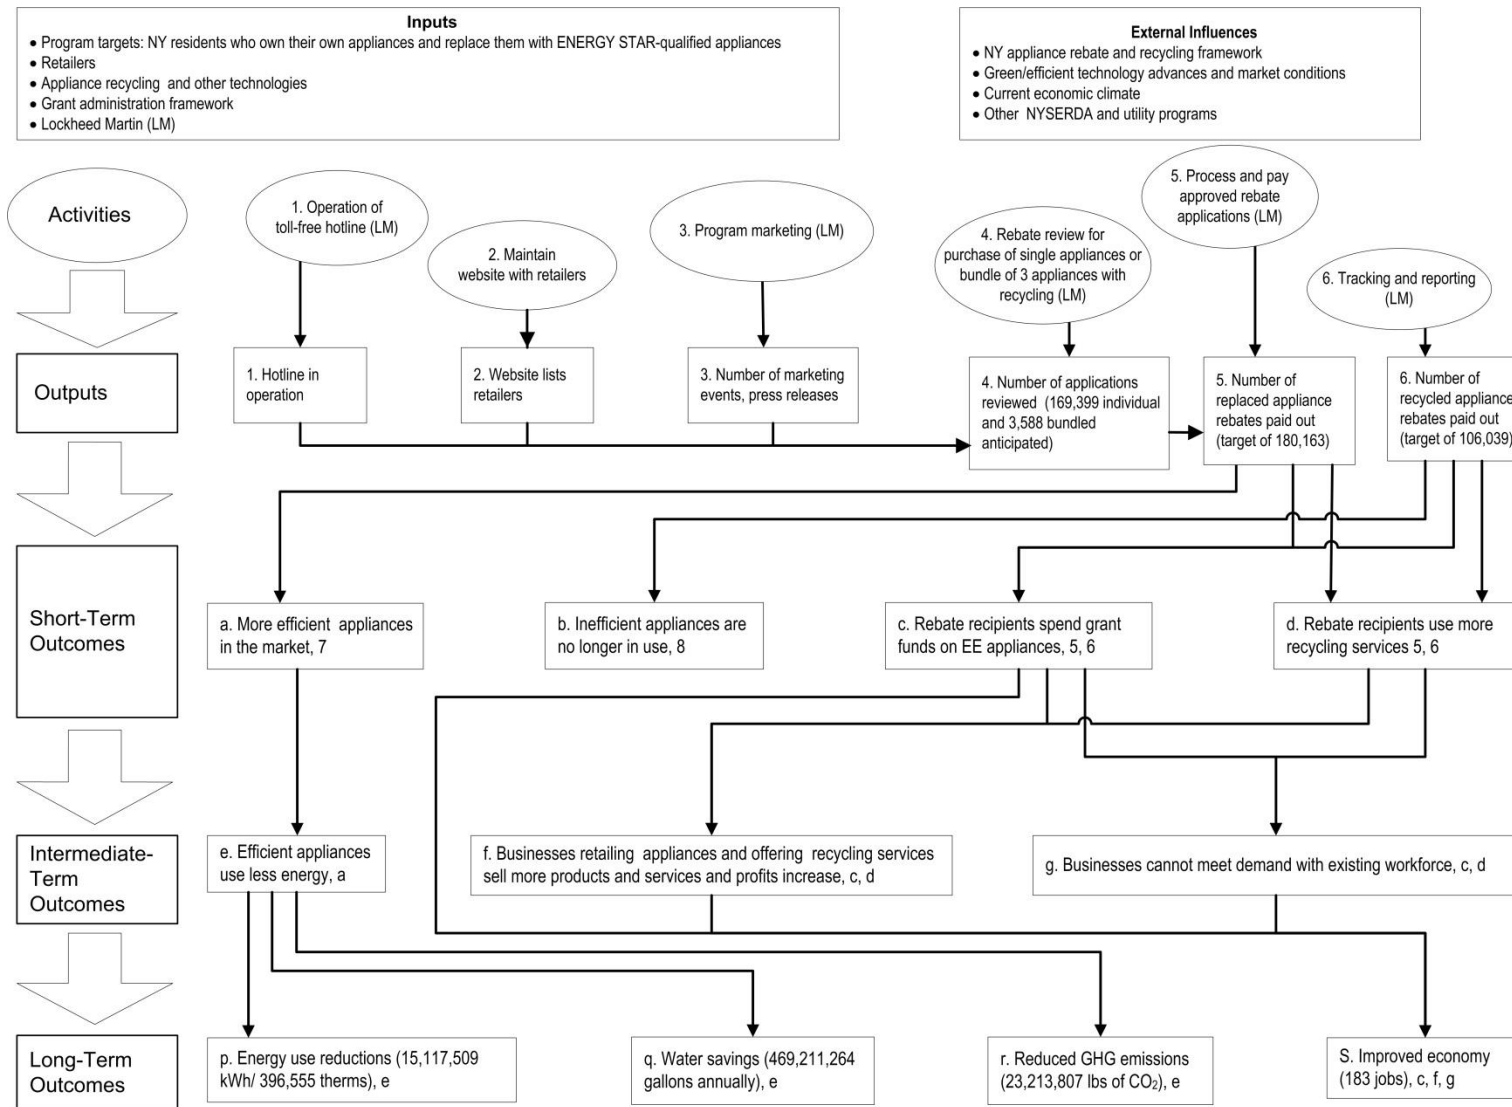 Inputs
• Program targets: NY residents who own their own appliances and replace them with ENERGY STAR-qualified appliances
• Retailers
• Appliance recycling and other technologies
• Grant administration framework
• Lockheed Martin (LM)
External Influences
• NY appliance rebate and recycling framework
• Green/efficient technology advances and market conditions
• Current economic climate
• Other NYSERDA and utility programs
Activities
1. Operation of
toll-free hotline (LM)
2. Maintain
website with retailers
3. Program marketing (LM)
4. Rebate review for
purchase of single appliances or
bundle of 3 appliances with
recycling (LM)
5. Process and pay
approved rebate
applications (LM)
6. Tracking and reporting
(LM)
Outputs
1. Hotline in
operation
2. Website lists
retailers
3. Number of marketing
events, press releases
4. Number of applications
reviewed (169,399 individual
and 3,588 bundled
anticipated)
5. Number of
replaced appliance
rebates paid out
(target of 180,163)
6. Number of
recycled appliance
rebates paid out
(target of 106,039)
Short-Term
Outcomes
a. More efficient appliances
in the market, 7
b. Inefficient appliances are
no longer in use, 8
c. Rebate recipients spend grant
funds on EE appliances, 5, 6
d. Rebate recipients use more
recycling services 5, 6
Intermediate-
Term
Outcomes
e. Efficient appliances
use less energy, a
f. Businesses retailing appliances and offering recycling services
sell more products and services and profits increase, c, d
g. Businesses cannot meet demand with existing workforce, c, d
Long-Term
Outcomes
p. Energy use reductions (15,117,509
kWh/ 396,555 therms), e
q. Water savings (469,211,264
gallons annually), e
r. Reduced GHG emissions
(23,213,807 lbs of CO₂), e
S. Improved economy
(183 jobs), c, f, g